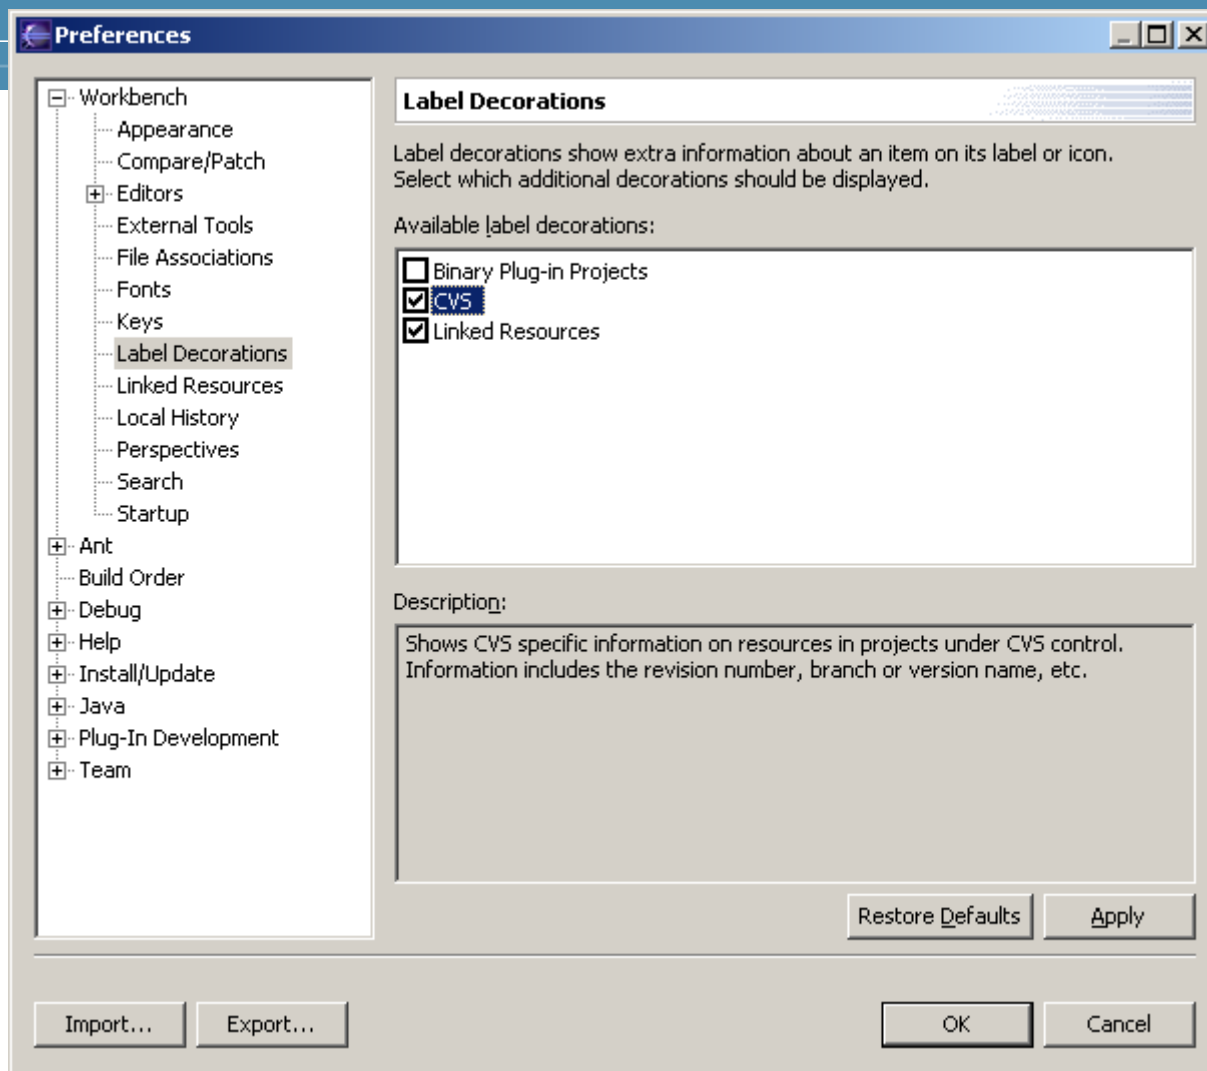 Preferences
Workbench
Appearance
Compare/Patch
Editors
External Tools
File Associations
Fonts
Keys
Label Decorations
Linked Resources
Local History
Perspectives
Search
Startup
Ant
Build Order
Debug
Help
Install/Update
Java
Plug-In Development
Team
Label Decorations
Label decorations show extra information about an item on its label or icon.
Select which additional decorations should be displayed.
Available label decorations:
Binary Plug-in Projects
CVS
Linked Resources
Description:
Shows CVS specific information on resources in projects under CVS control.
Information includes the revision number, branch or version name, etc.
Restore Defaults
Apply
Import...
Export...
OK
Cancel